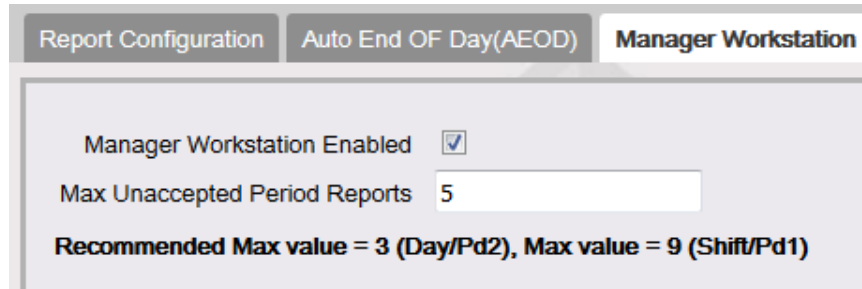 Report Configuration Auto End OF Day(AEOD) Manager Workstation
Manager Workstation Enabled
Max Unaccepted Period Reports 5
Recommended Max value = 3 (Day/Pd2), Max value = 9 (Shift/Pd1)